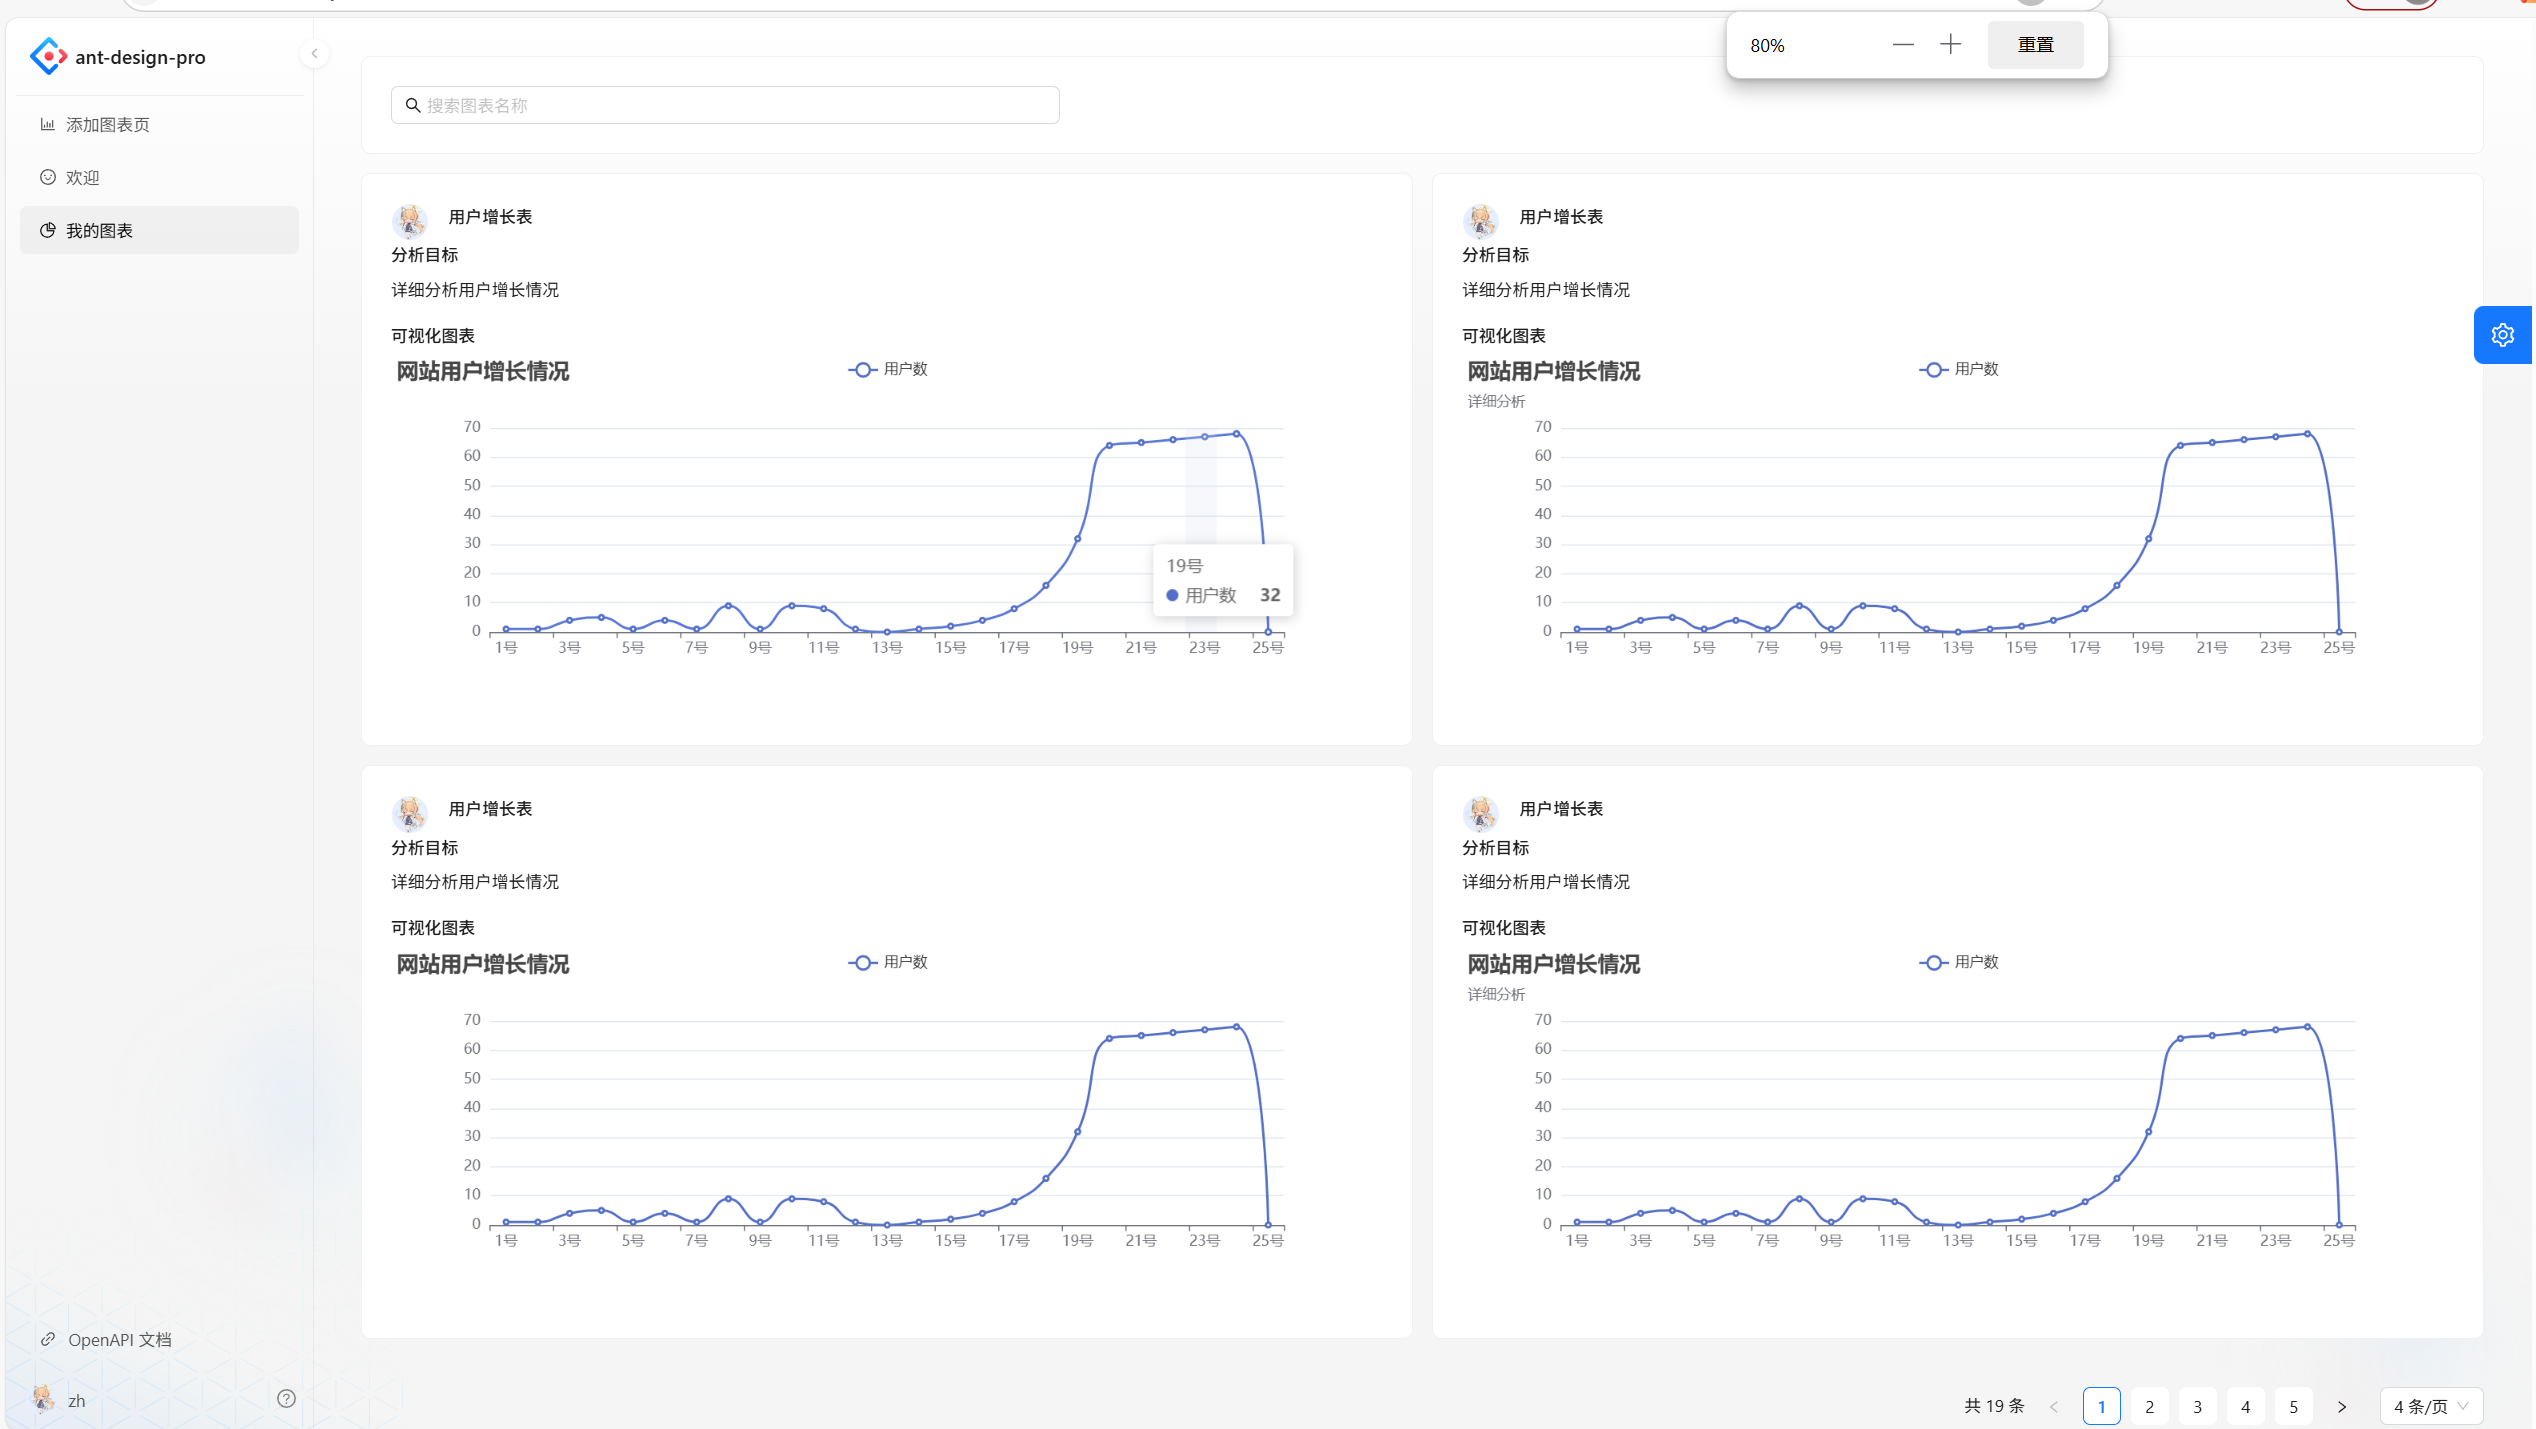 80%
重置
ant-design-pro
添加图表页
欢迎
我的图表
搜索图表名称
用户增长表
分析目标
详细分析用户增长情况
可视化图表
网站用户增长情况
用户数
70
60
50
40
30
20
10
0
1号 3号 5号 7号 9号 11号 13号 15号 17号 19号 21号 23号 25号
19号
用户数 32
用户增长表
分析目标
详细分析用户增长情况
可视化图表
网站用户增长情况
详细分析
用户数
70
60
50
40
30
20
10
0
1号 3号 5号 7号 9号 11号 13号 15号 17号 19号 21号 23号 25号
用户增长表
分析目标
详细分析用户增长情况
可视化图表
网站用户增长情况
用户数
70
60
50
40
30
20
10
0
1号 3号 5号 7号 9号 11号 13号 15号 17号 19号 21号 23号 25号
用户增长表
分析目标
详细分析用户增长情况
可视化图表
网站用户增长情况
详细分析
用户数
70
60
50
40
30
20
10
0
1号 3号 5号 7号 9号 11号 13号 15号 17号 19号 21号 23号 25号
OpenAPI 文档
zh
共 19 条 < 1 2 3 4 5 > 4 条/页